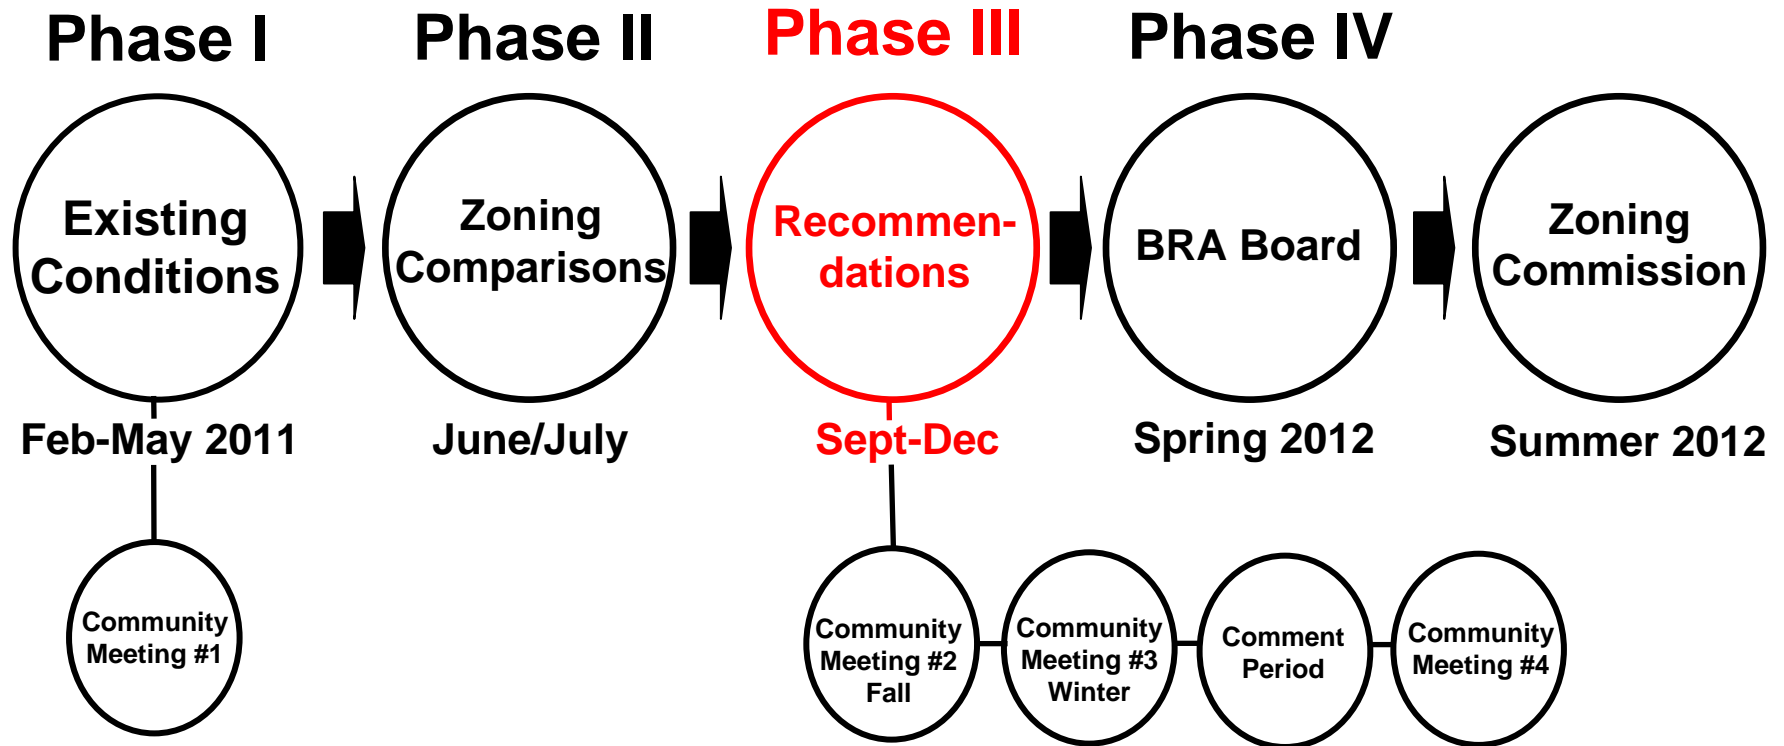 Phase I
Phase II
Phase III
Phase IV
Existing
Conditions
Zoning
Comparisons
Recommen-
dations
BRA Board
Zoning
Commission
Feb-May 2011
June/July
Sept-Dec
Spring 2012
Summer 2012
Community
Meeting #1
Community
Meeting #2
Fall
Community
Meeting #3
Winter
Comment
Period
Community
Meeting #4